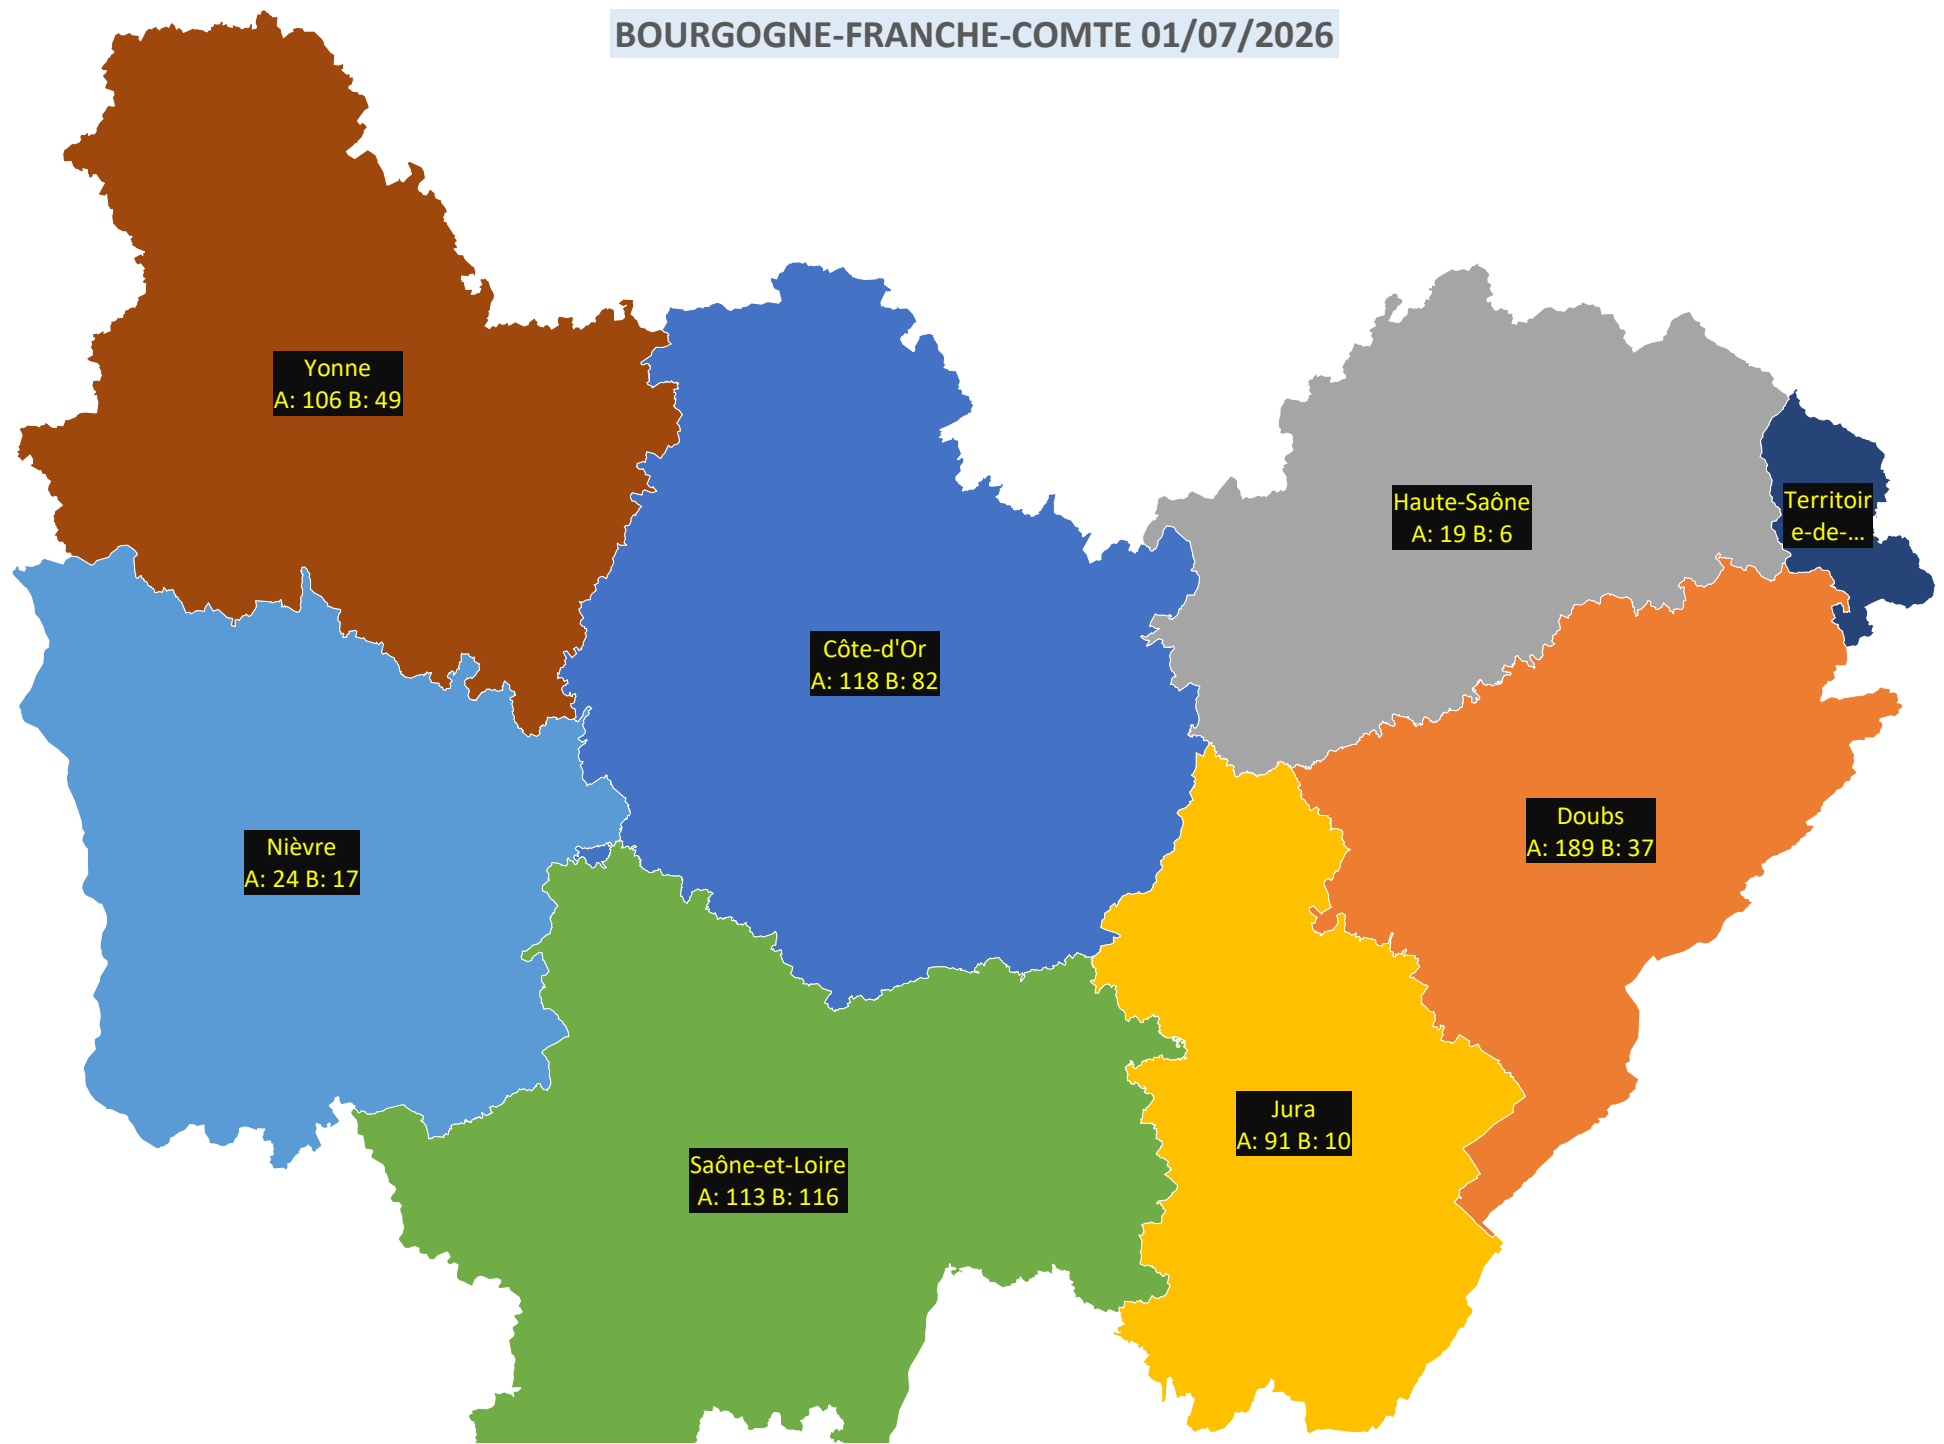 BOURGOGNE-FRANCHE-COMTE 01/07/2026
Yonne
A: 106 B: 49
Haute-Saône
A: 19 B: 6
Territoir
e-de-...
Côte-d'Or
A: 118 B: 82
Doubs
A: 189 B: 37
Nièvre
A: 24 B: 17
Jura
A: 91 B: 10
Saône-et-Loire
A: 113 B: 116